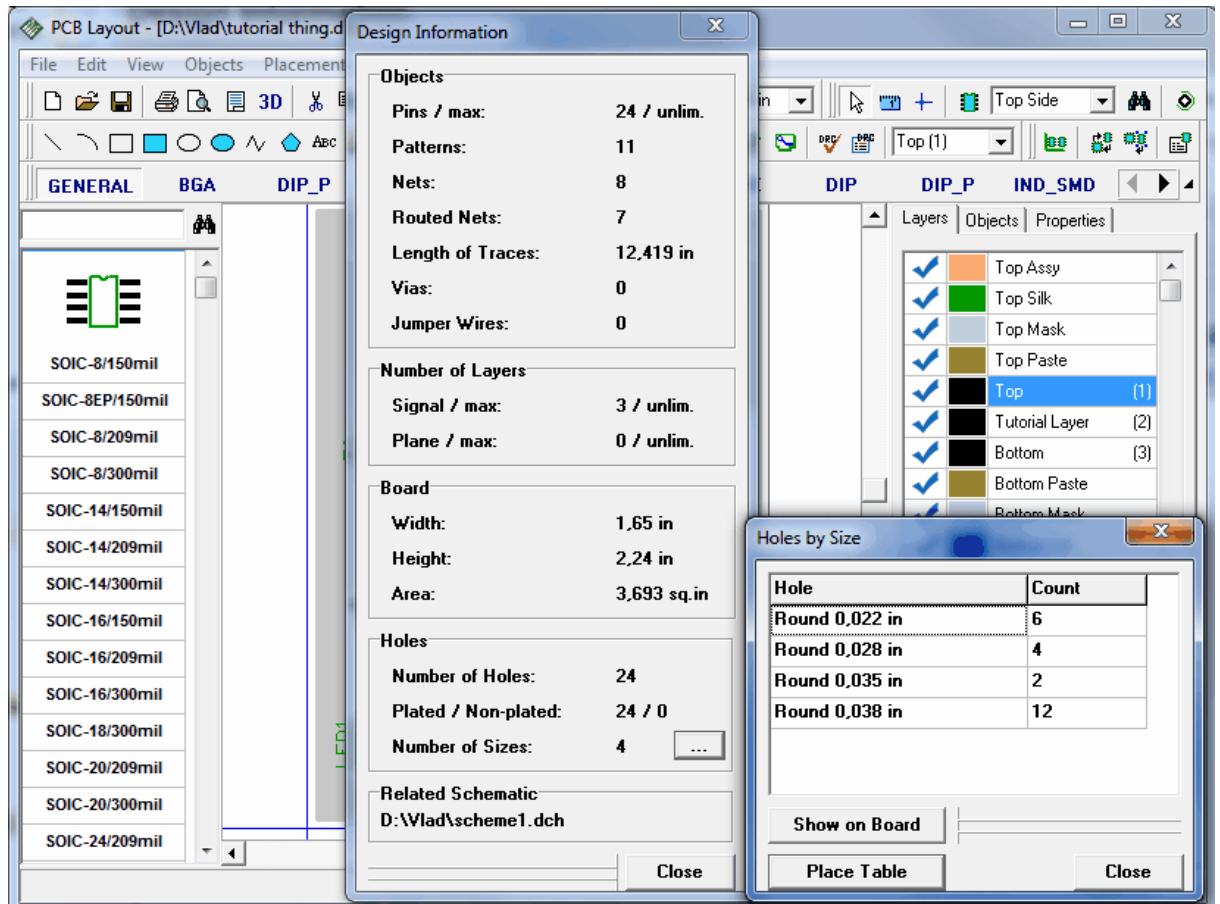 PCB Layout - [D:\Vlad\tutorial thing.d
File Edit View Objects Placement
3D
in
Top Side
Abc
DRC
DRC
Top (1)
GENERAL BGA DIP_P DIP DIP_P IND_SMD
SOIC-8/150mil
SOIC-8EP/150mil
SOIC-8/209mil
SOIC-8/300mil
SOIC-14/150mil
SOIC-14/209mil
SOIC-14/300mil
SOIC-16/150mil
SOIC-16/209mil
SOIC-16/300mil
SOIC-18/300mil
SOIC-20/209mil
SOIC-20/300mil
SOIC-24/209mil
LED1
Design Information
Objects
Pins / max: 24 / unlim.
Patterns: 11
Nets: 8
Routed Nets: 7
Length of Traces: 12,419 in
Vias: 0
Jumper Wires: 0
Number of Layers
Signal / max: 3 / unlim.
Plane / max: 0 / unlim.
Board
Width: 1,65 in
Height: 2,24 in
Area: 3,693 sq.in
Holes
Number of Holes: 24
Plated / Non-plated: 24 / 0
Number of Sizes: 4 ...
Related Schematic
D:\Vlad\scheme1.dch
Close
Layers Objects Properties
Top Assy
Top Silk
Top Mask
Top Paste
Top (1)
Tutorial Layer (2)
Bottom (3)
Bottom Paste
Bottom Mask
Holes by Size
Hole Count
Round 0,022 in 6
Round 0,028 in 4
Round 0,035 in 2
Round 0,038 in 12
Show on Board
Place Table Close